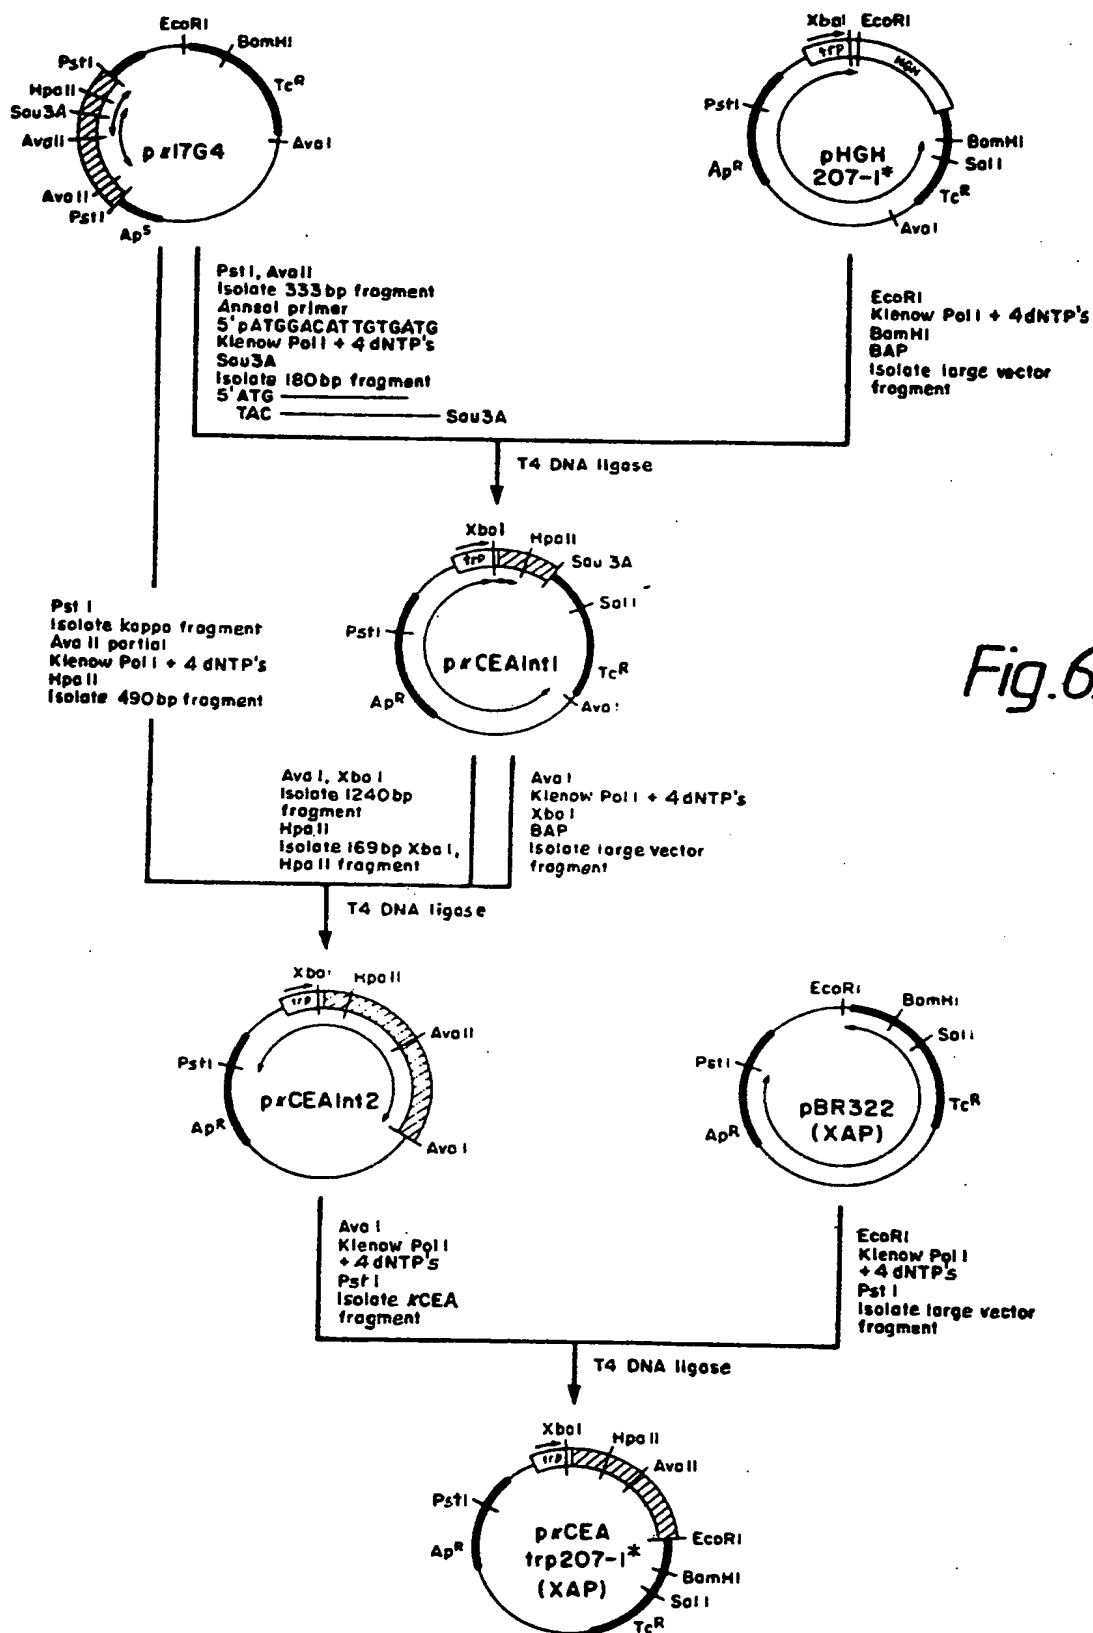 EcoRI
BamHI
PstI
TcR
HpaII
Sau3A
AvaII
AvaI
pκ17G4
AvaII
PstI
ApS
XbaI
EcoRI
trp
HGH
PstI
BamHI
pHGH
207-1*
SalI
ApR
TcR
AvaI
Pst I, AvaII
Isolate 333bp fragment
Anneal primer
5'pATGGACATTGTGATG
Klenow Pol I + 4 dNTP's
Sau3A
Isolate 180bp fragment
5'ATG
TAC
Sau3A
EcoRI
Klenow Pol I + 4dNTP's
BamHI
BAP
Isolate large vector
fragment
T4 DNA ligase
XbaI
HpaII
trp
Sau 3A
SalI
PstI
pκCEAInt1
TcR
ApR
AvaI
Pst I
Isolate kappa fragment
Ava II partial
Klenow Pol I + 4 dNTP's
HpaII
Isolate 490bp fragment
Fig.6.
Ava I, Xba I
Isolate 1240bp
fragment
HpaII
Isolate 169bp XbaI,
HpaII fragment
Ava I
Klenow Pol I + 4dNTP's
XbaI
BAP
Isolate large vector
fragment
T4 DNA ligase
XbaI
HpaII
trp
AvaII
PstI
pκCEAInt2
ApR
AvaI
EcoRI
BamHI
SalI
PstI
pBR322
(XAP)
TcR
ApR
Ava I
Klenow Pol I
+ 4 dNTP's
Pst I
Isolate κCEA
fragment
EcoRI
Klenow Pol I
+4 dNTP's
Pst I
Isolate large vector
fragment
T4 DNA ligase
XbaI
HpaII
trp
AvaII
PstI
pκCEA
trp207-1*
(XAP)
EcoRI
ApR
BamHI
SalI
TcR